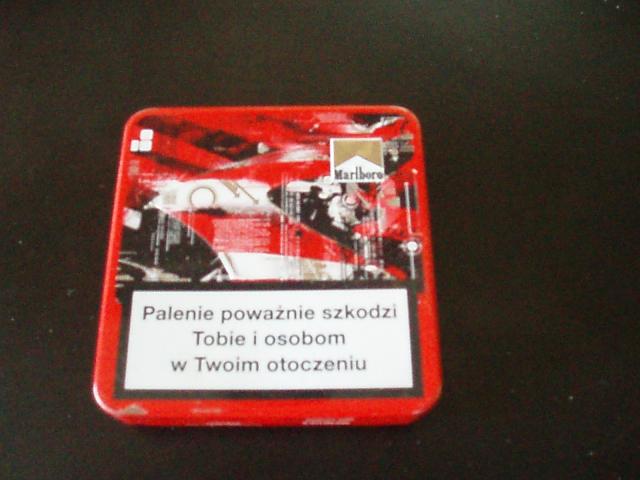 Marlboro
Palenie poważnie szkodzi
Tobie i osobom
w Twoim otoczeniu